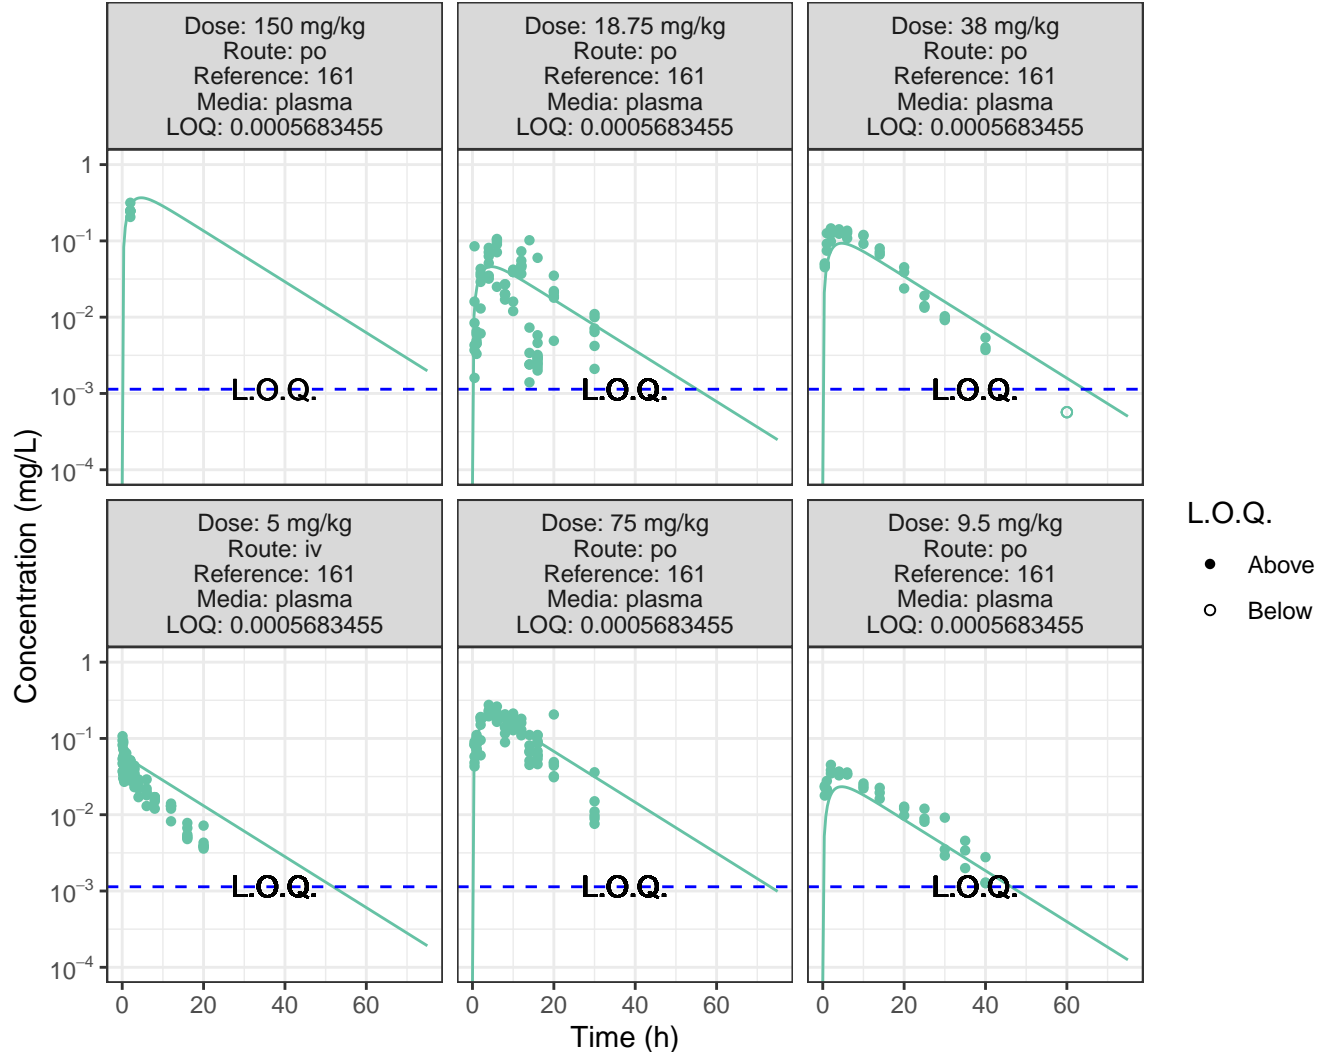 Dose: 150 mg/kg
Route: po
Reference: 161
Media: plasma
LOQ: 0.0005683455
Dose: 18.75 mg/kg
Route: po
Reference: 161
Media: plasma
LOQ: 0.0005683455
Dose: 38 mg/kg
Route: po
Reference: 161
Media: plasma
LOQ: 0.0005683455
1
10⁻¹
10⁻²
10⁻³
10⁻⁴
L.O.Q.
L.O.Q.
L.O.Q.
Dose: 5 mg/kg
Route: iv
Reference: 161
Media: plasma
LOQ: 0.0005683455
Dose: 75 mg/kg
Route: po
Reference: 161
Media: plasma
LOQ: 0.0005683455
Dose: 9.5 mg/kg
Route: po
Reference: 161
Media: plasma
LOQ: 0.0005683455
1
10⁻¹
10⁻²
10⁻³
10⁻⁴
L.O.Q.
L.O.Q.
L.O.Q.
0 20 40 60
0 20 40 60
0 20 40 60
Time (h)
Concentration (mg/L)
L.O.Q.
Above
Below